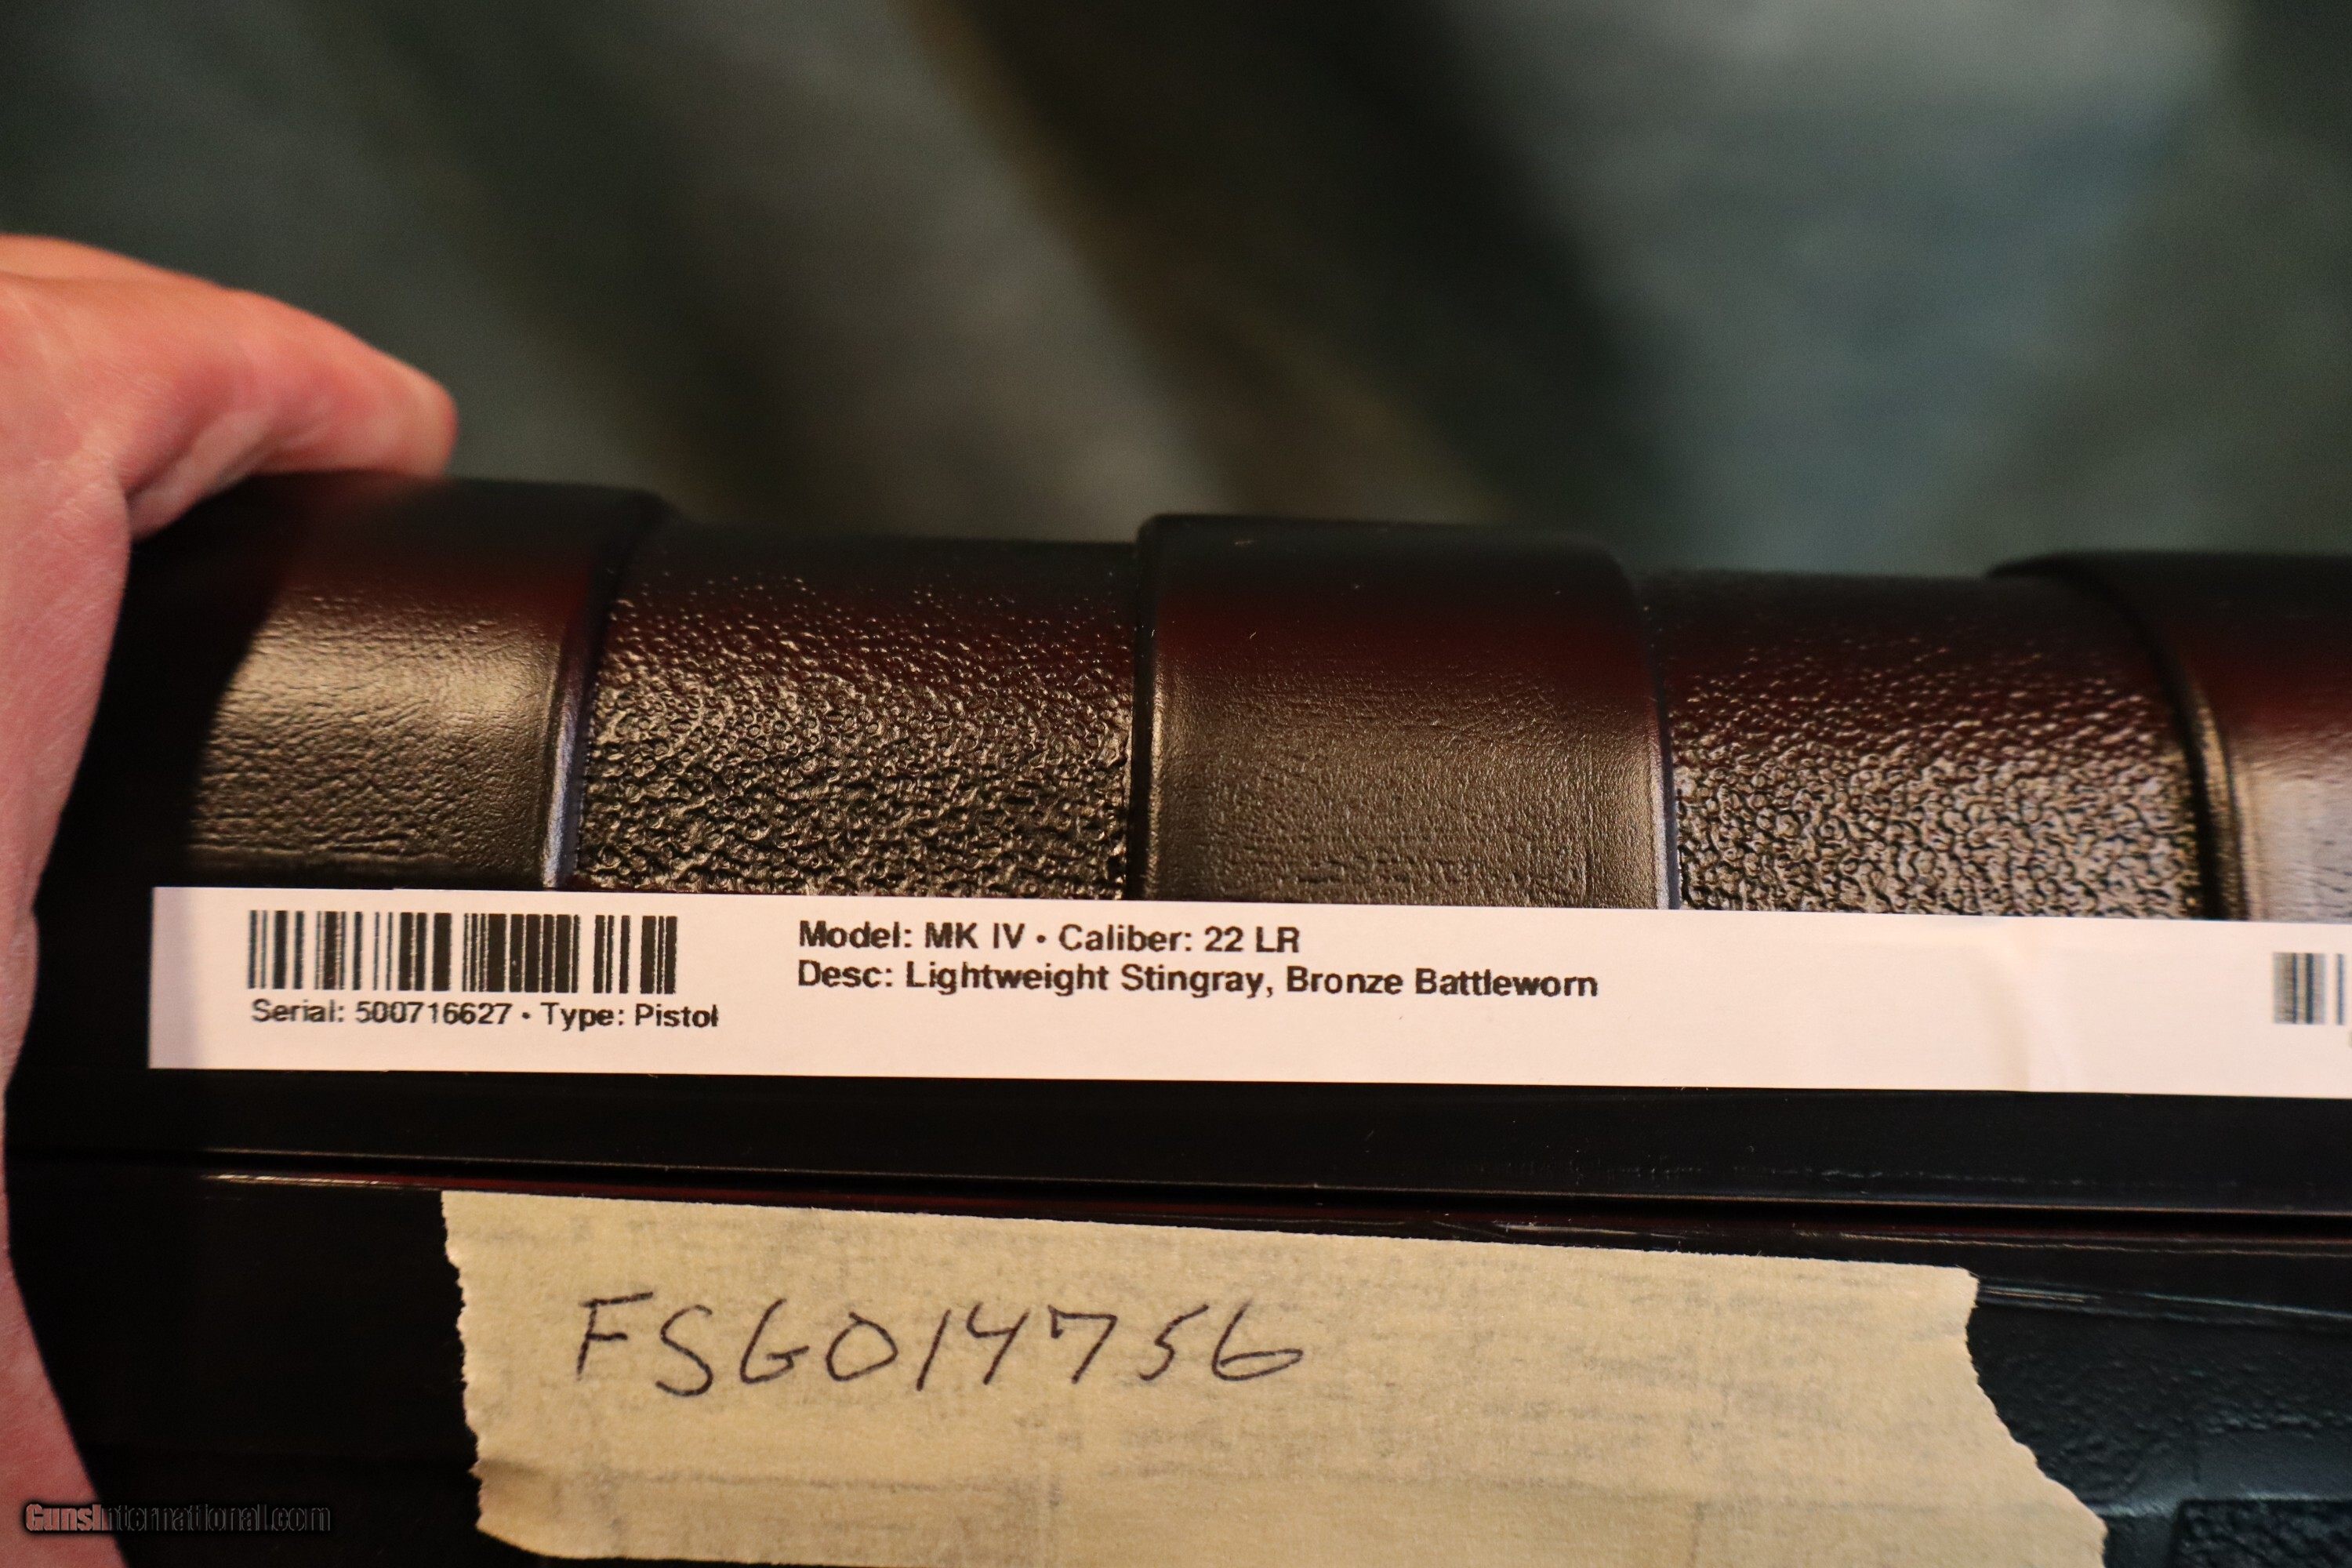 Model: MK IV • Caliber: 22 LR
Desc: Lightweight Stingray, Bronze Battleworn
Serial: 500716627 • Type: Pistol
FSG014756
GunsInternational.com